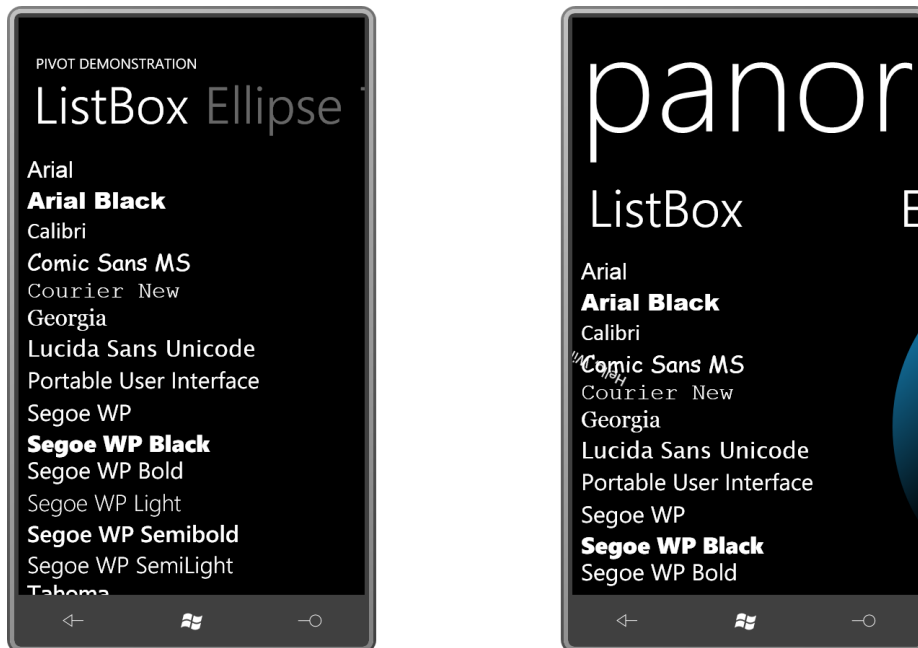 PIVOT DEMONSTRATION
ListBox Ellipse
Arial
Arial Black
Calibri
Comic Sans MS
Courier New
Georgia
Lucida Sans Unicode
Portable User Interface
Segoe WP
Segoe WP Black
Segoe WP Bold
Segoe WP Light
Segoe WP Semibold
Segoe WP SemiLight
Tahoma
panor
ListBox E
Arial
Arial Black
Calibri
Comic Sans MS
Courier New
Georgia
Lucida Sans Unicode
Portable User Interface
Segoe WP
Segoe WP Black
Segoe WP Bold